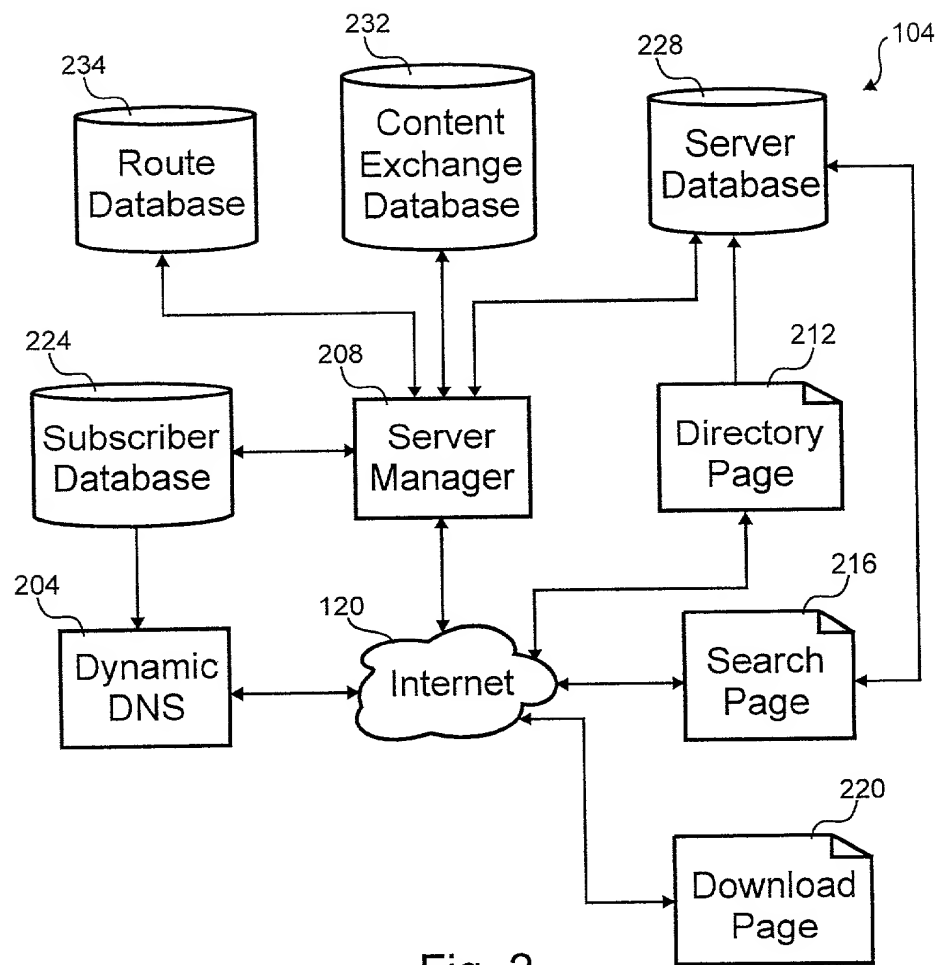 232
104
234
228
Route
Database
Content
Exchange
Database
Server
Database
224
208
212
Subscriber
Database
Server
Manager
Directory
Page
204
120
216
Dynamic
DNS
Internet
Search
Page
220
Download
Page